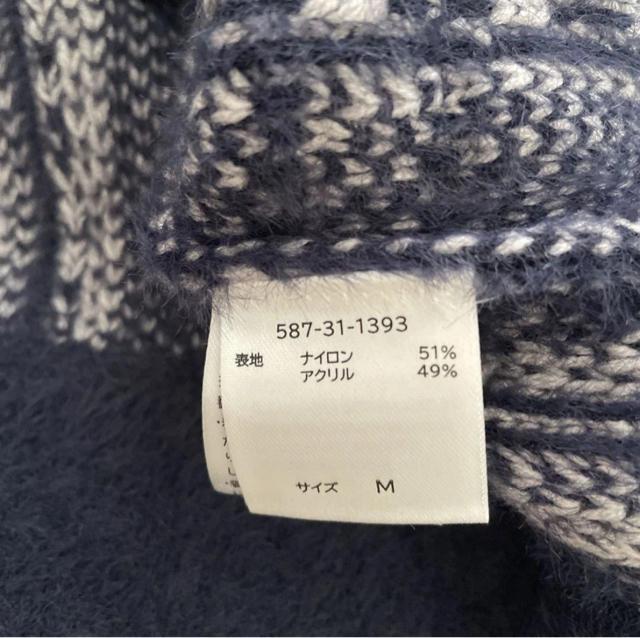 587-31-1393
表地 ナイロン 51%
アクリル 49%
サイズ M